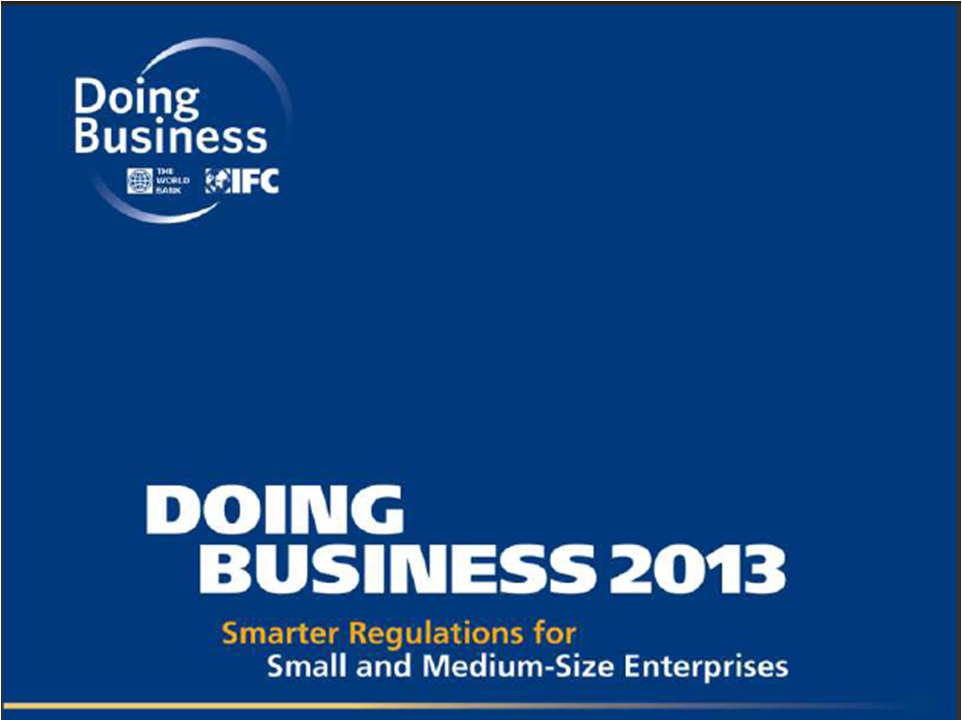 Doing
Business
THE
WORLD
BANK
IFC
DOING
BUSINESS 2013
Smarter Regulations for
Small and Medium-Size Enterprises